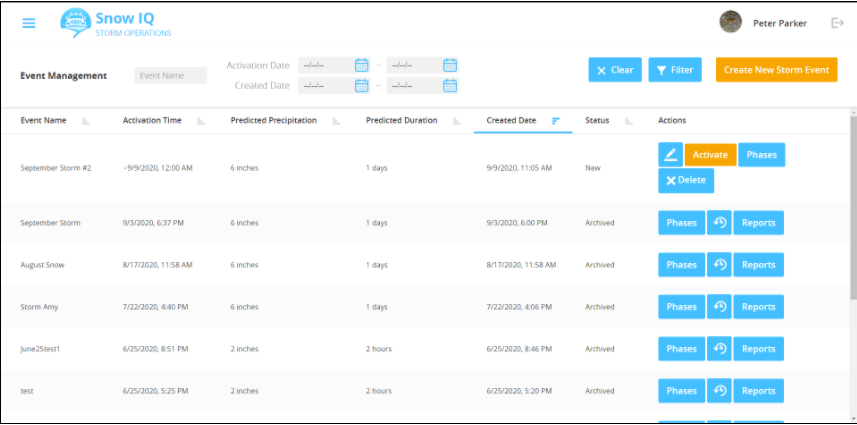 Snow IQ
STORM OPERATIONS
Peter Parker
Event Management
Event Name
Activation Date --/--/-- - --/--/--
Created Date --/--/-- - --/--/--
Clear
Filter
Create New Storm Event
Event Name Activation Time Predicted Precipitation Predicted Duration Created Date Status Actions
September Storm #2 ~9/9/2020, 12:00 AM 6 inches 1 days 9/9/2020, 11:05 AM New Activate Phases
Delete
September Storm 9/3/2020, 6:37 PM 6 inches 1 days 9/3/2020, 6:00 PM Archived Phases Reports
August Snow 8/17/2020, 11:58 AM 6 inches 1 days 8/17/2020, 11:58 AM Archived Phases Reports
Storm Amy 7/22/2020, 4:40 PM 6 inches 1 days 7/22/2020, 4:06 PM Archived Phases Reports
June25test1 6/25/2020, 8:51 PM 2 inches 2 hours 6/25/2020, 8:46 PM Archived Phases Reports
test 6/25/2020, 5:25 PM 2 inches 2 hours 6/25/2020, 5:20 PM Archived Phases Reports